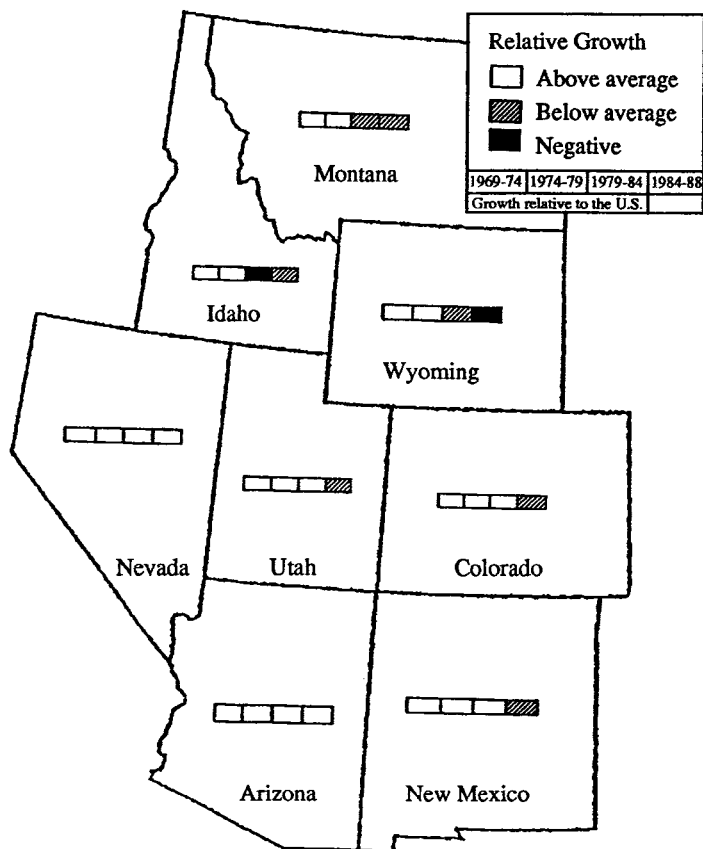 Relative Growth
Above average
Below average
Negative
1969-74 1974-79 1979-84 1984-88
Growth relative to the U.S.
Montana
Idaho
Wyoming
Nevada
Utah
Colorado
Arizona
New Mexico